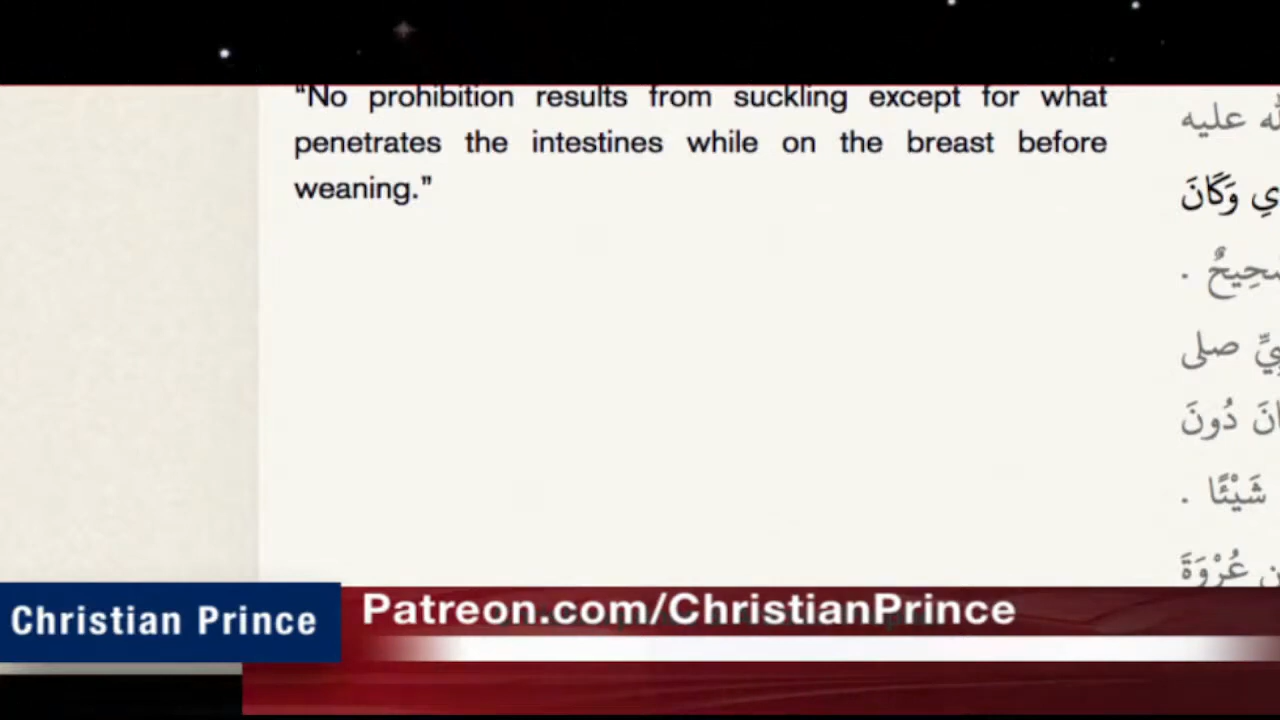 “No prohibition results from suckling except for what
penetrates the intestines while on the breast before
weaning.”
عليه
وَكَانَ
.
صلى
دُونَ
شَيْئًا .
عُرْوَةَ
Christian Prince
Patreon.com/ChristianPrince